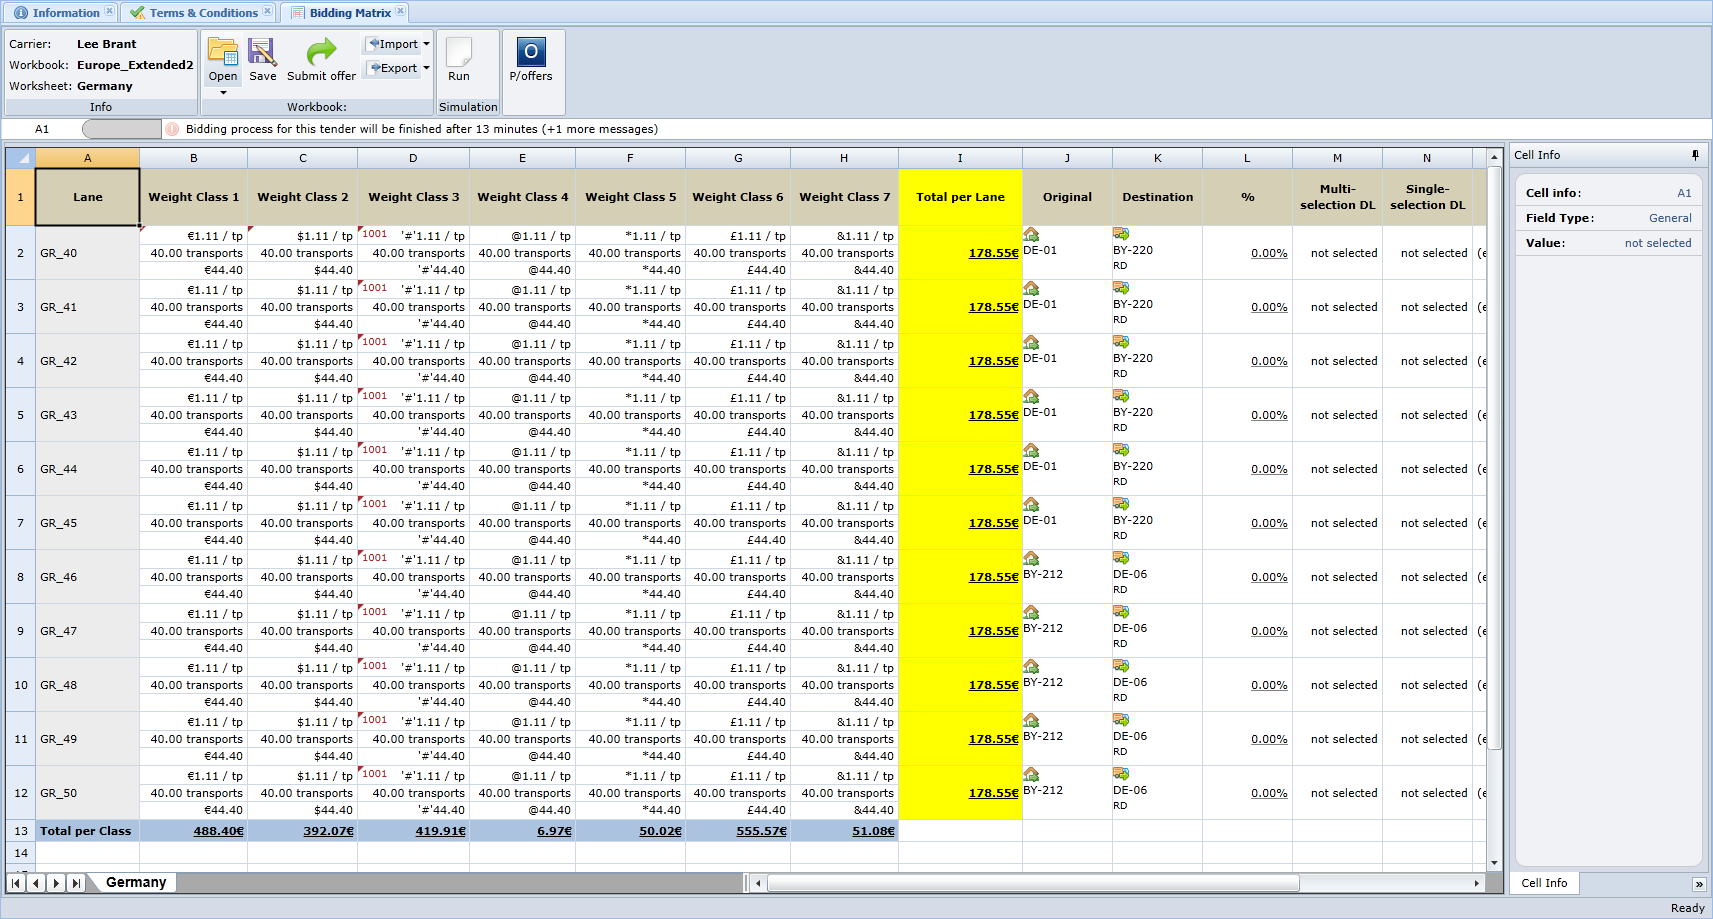 Information
Terms & Conditions
Bidding Matrix
Carrier: Lee Brant
Workbook: Europe_Extended2
Worksheet: Germany
Info
Open
Save
Submit offer
Import
Export
Workbook:
Run
Simulation
O
P/offers
A1
Bidding process for this tender will be finished after 13 minutes (+1 more messages)
A B C D E F G H I J K L M N
1 Lane Weight Class 1 Weight Class 2 Weight Class 3 Weight Class 4 Weight Class 5 Weight Class 6 Weight Class 7 Total per Lane Original Destination % Multi-selection DL Single-selection DL
€1.11 / tp $1.11 / tp 1001 '#'1.11 / tp @1.11 / tp *1.11 / tp £1.11 / tp &1.11 / tp
2 GR_40 40.00 transports 40.00 transports 40.00 transports 40.00 transports 40.00 transports 40.00 transports 40.00 transports 178.55€ DE-01 BY-220 RD 0.00% not selected not selected (e
€44.40 $44.40 '#'44.40 @44.40 *44.40 £44.40 &44.40
€1.11 / tp $1.11 / tp 1001 '#'1.11 / tp @1.11 / tp *1.11 / tp £1.11 / tp &1.11 / tp
3 GR_41 40.00 transports 40.00 transports 40.00 transports 40.00 transports 40.00 transports 40.00 transports 40.00 transports 178.55€ DE-01 BY-220 RD 0.00% not selected not selected (e
€44.40 $44.40 '#'44.40 @44.40 *44.40 £44.40 &44.40
€1.11 / tp $1.11 / tp 1001 '#'1.11 / tp @1.11 / tp *1.11 / tp £1.11 / tp &1.11 / tp
4 GR_42 40.00 transports 40.00 transports 40.00 transports 40.00 transports 40.00 transports 40.00 transports 40.00 transports 178.55€ DE-01 BY-220 RD 0.00% not selected not selected (e
€44.40 $44.40 '#'44.40 @44.40 *44.40 £44.40 &44.40
€1.11 / tp $1.11 / tp 1001 '#'1.11 / tp @1.11 / tp *1.11 / tp £1.11 / tp &1.11 / tp
5 GR_43 40.00 transports 40.00 transports 40.00 transports 40.00 transports 40.00 transports 40.00 transports 40.00 transports 178.55€ DE-01 BY-220 RD 0.00% not selected not selected (e
€44.40 $44.40 '#'44.40 @44.40 *44.40 £44.40 &44.40
€1.11 / tp $1.11 / tp 1001 '#'1.11 / tp @1.11 / tp *1.11 / tp £1.11 / tp &1.11 / tp
6 GR_44 40.00 transports 40.00 transports 40.00 transports 40.00 transports 40.00 transports 40.00 transports 40.00 transports 178.55€ DE-01 BY-220 RD 0.00% not selected not selected (e
€44.40 $44.40 '#'44.40 @44.40 *44.40 £44.40 &44.40
€1.11 / tp $1.11 / tp 1001 '#'1.11 / tp @1.11 / tp *1.11 / tp £1.11 / tp &1.11 / tp
7 GR_45 40.00 transports 40.00 transports 40.00 transports 40.00 transports 40.00 transports 40.00 transports 40.00 transports 178.55€ DE-01 BY-220 RD 0.00% not selected not selected (e
€44.40 $44.40 '#'44.40 @44.40 *44.40 £44.40 &44.40
€1.11 / tp $1.11 / tp 1001 '#'1.11 / tp @1.11 / tp *1.11 / tp £1.11 / tp &1.11 / tp
8 GR_46 40.00 transports 40.00 transports 40.00 transports 40.00 transports 40.00 transports 40.00 transports 40.00 transports 178.55€ BY-212 DE-06 RD 0.00% not selected not selected (e
€44.40 $44.40 '#'44.40 @44.40 *44.40 £44.40 &44.40
€1.11 / tp $1.11 / tp 1001 '#'1.11 / tp @1.11 / tp *1.11 / tp £1.11 / tp &1.11 / tp
9 GR_47 40.00 transports 40.00 transports 40.00 transports 40.00 transports 40.00 transports 40.00 transports 40.00 transports 178.55€ BY-212 DE-06 RD 0.00% not selected not selected (e
€44.40 $44.40 '#'44.40 @44.40 *44.40 £44.40 &44.40
€1.11 / tp $1.11 / tp 1001 '#'1.11 / tp @1.11 / tp *1.11 / tp £1.11 / tp &1.11 / tp
10 GR_48 40.00 transports 40.00 transports 40.00 transports 40.00 transports 40.00 transports 40.00 transports 40.00 transports 178.55€ BY-212 DE-06 RD 0.00% not selected not selected (e
€44.40 $44.40 '#'44.40 @44.40 *44.40 £44.40 &44.40
€1.11 / tp $1.11 / tp 1001 '#'1.11 / tp @1.11 / tp *1.11 / tp £1.11 / tp &1.11 / tp
11 GR_49 40.00 transports 40.00 transports 40.00 transports 40.00 transports 40.00 transports 40.00 transports 40.00 transports 178.55€ BY-212 DE-06 RD 0.00% not selected not selected (e
€44.40 $44.40 '#'44.40 @44.40 *44.40 £44.40 &44.40
€1.11 / tp $1.11 / tp 1001 '#'1.11 / tp @1.11 / tp *1.11 / tp £1.11 / tp &1.11 / tp
12 GR_50 40.00 transports 40.00 transports 40.00 transports 40.00 transports 40.00 transports 40.00 transports 40.00 transports 178.55€ BY-212 DE-06 RD 0.00% not selected not selected (e
€44.40 $44.40 '#'44.40 @44.40 *44.40 £44.40 &44.40
13 Total per Class 488.40€ 392.07€ 419.91€ 6.97€ 50.02€ 555.57€ 51.08€
14
Germany
Cell Info
Cell info: A1
Field Type: General
Value: not selected
Cell Info
Ready